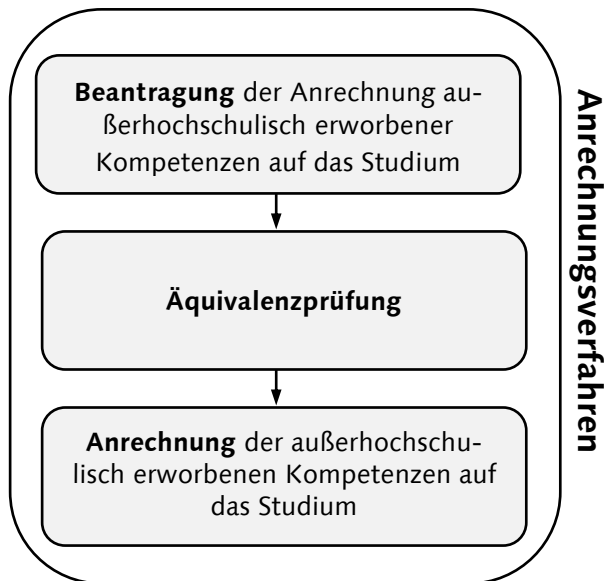 Beantragung der Anrechnung au-
ßerhochschulisch erworbener
Kompetenzen auf das Studium
Äquivalenzprüfung
Anrechnung der außerhochschu-
lisch erworbenen Kompetenzen auf
das Studium
Anrechnungsverfahren